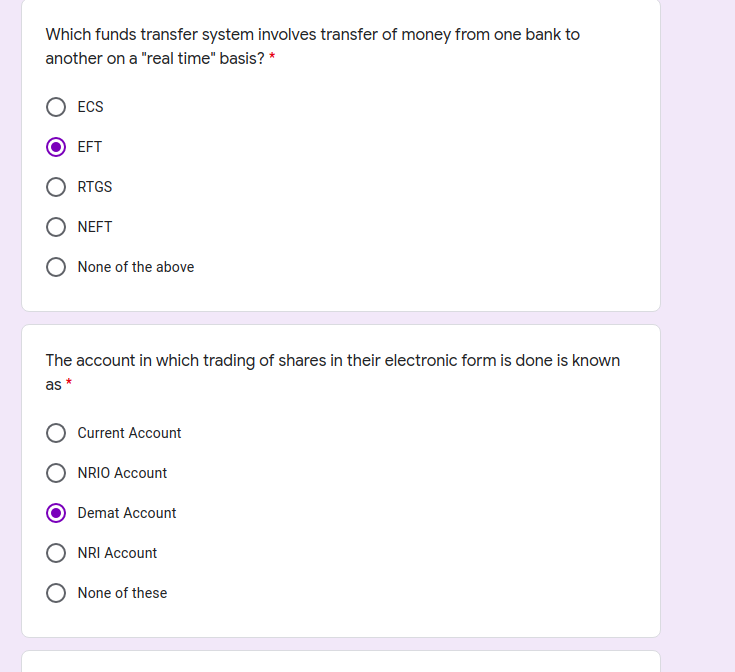 Which funds transfer system involves transfer of money from one bank to
another on a "real time" basis? *
ECS
EFT
RTGS
NEFT
None of the above
The account in which trading of shares in their electronic form is done is known
as *
Current Account
NRIO Account
Demat Account
NRI Account
None of these